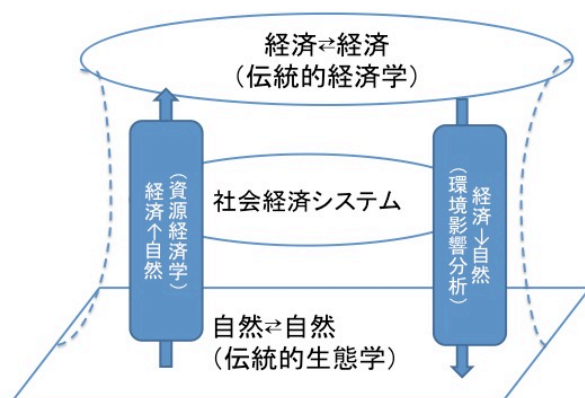 経済⇄経済
（伝統的経済学）
経済↑自然
（資源経済学）
社会経済システム
経済↓自然
（環境影響分析）
自然⇄自然
（伝統的生態学）